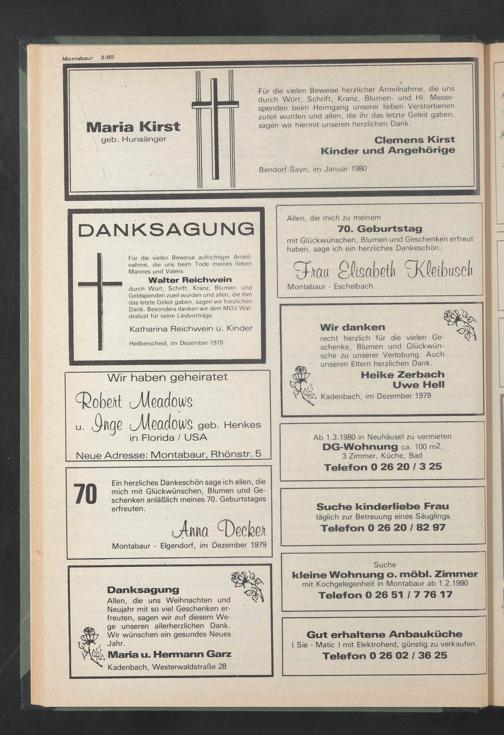 Montabaur 2/80
Maria Kirst
geb. Hunsänger
Für die vielen Beweise herzlicher Anteilnahme, die uns
durch Wort, Schrift, Kranz, Blumen- und Hl. Messe-
spenden beim Heimgang unserer lieben Verstorbenen
zuteil wurden und allen, die ihr das letzte Geleit gaben,
sagen wir hiermit unseren herzlichen Dank.
Clemens Kirst
Kinder und Angehörige
Bendorf-Sayn, im Januar 1980
DANKSAGUNG
Für die vielen Beweise aufrichtiger Anteil-
nahme, die uns beim Tode meines lieben
Mannes und Vaters
Walter Reichwein
durch Wort, Schrift, Kranz, Blumen- und
Geldspenden zueil wurden und allen, die ihm
das letzte Geleit gaben, sagen wir herzlichen
Dank. Besonders danken wir dem MGV Wal-
deslust für seine Liedvorträge.
Katharina Reichwein u. Kinder
Heilberscheid, im Dezember 1979
Wir haben geheiratet
Robert Meadows
u. Inge Meadows geb. Henkes
in Florida / USA
Neue Adresse: Montabaur, Rhönstr. 5
70
Ein herzliches Dankeschön sage ich allen, die
mich mit Glückwünschen, Blumen und Ge-
schenken anläßlich meines 70. Geburtstages
erfreuten.
Anna Decker
Montabaur - Elgendorf, im Dezember 1979
Danksagung
Allen, die uns Weihnachten und
Neujahr mit so viel Geschenken er-
freuten, sagen wir auf diesem We-
ge unseren allerherzlichen Dank.
Wir wünschen ein gesundes Neues
Jahr.
Maria u. Hermann Garz
Kadenbach, Westerwaldstraße 28
Allen, die mich zu meinem
70. Geburtstag
mit Glückwünschen, Blumen und Geschenken erfreut
haben, sage ich ein herzliches Dankeschön.
Frau Elisabeth Kleibusch
Montabaur - Eschelbach
Wir danken
recht herzlich für die vielen Ge-
schenke, Blumen und Glückwün-
sche zu unserer Verlobung. Auch
unseren Eltern herzlichen Dank.
Heike Zerbach
Uwe Hell
Kadenbach, im Dezember 1979
Ab 1.3.1980 in Neuhäusel zu vermieten
DG-Wohnung ca. 100 m2,
3 Zimmer, Küche, Bad
Telefon 0 26 20 / 3 25
Suche kinderliebe Frau
täglich zur Betreuung eines Säuglings
Telefon 0 26 20 / 82 97
Suche
kleine Wohnung o. möbl. Zimmer
mit Kochgelegenheit in Montabaur ab 1.2.1980
Telefon 0 26 51 / 7 76 17
Gut erhaltene Anbauküche
( Sie - Matic ) mit Elektroherd, günstig zu verkaufen.
Telefon 0 26 02 / 36 25